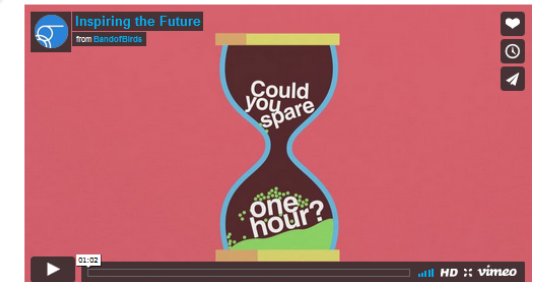 Inspiring the Future
from BandofBirds
Could
you
spare
one
hour?
01:02
HD vimeo